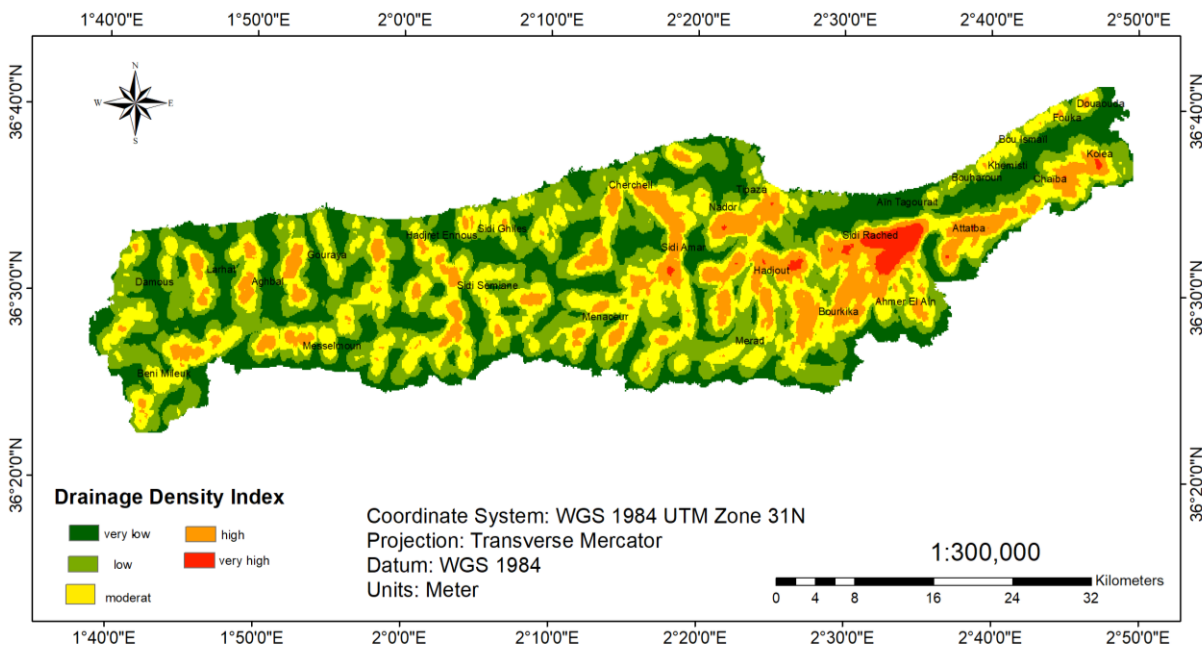 1°40'0"E 1°50'0"E 2°0'0"E 2°10'0"E 2°20'0"E 2°30'0"E 2°40'0"E 2°50'0"E
N
W E
S
36°40'0"N 36°40'0"N
Douaouda
Fouka
Bou Ismail
Kolea
Khemisti
Bouharoun Chaiba
Cherchell
Tipaza
Ain Tagourait
Nador
Attatba
Sidi Ghiles
Hadjret Ennous Sidi Rached
Sidi Amar
Gouraya
Larhat Hadjout
Damous Aghbal
Sidi Semiane
36°30'0"N 36°30'0"N
Ahmer El Ain
Bourkika
Menaceur
Merad
Messelmoun
Beni Mileuk
36°20'0"N 36°20'0"N
Drainage Density Index
very low high
low very high
moderat
Coordinate System: WGS 1984 UTM Zone 31N
Projection: Transverse Mercator
Datum: WGS 1984
Units: Meter
1:300,000
Kilometers
0 4 8 16 24 32
1°40'0"E 1°50'0"E 2°0'0"E 2°10'0"E 2°20'0"E 2°30'0"E 2°40'0"E 2°50'0"E